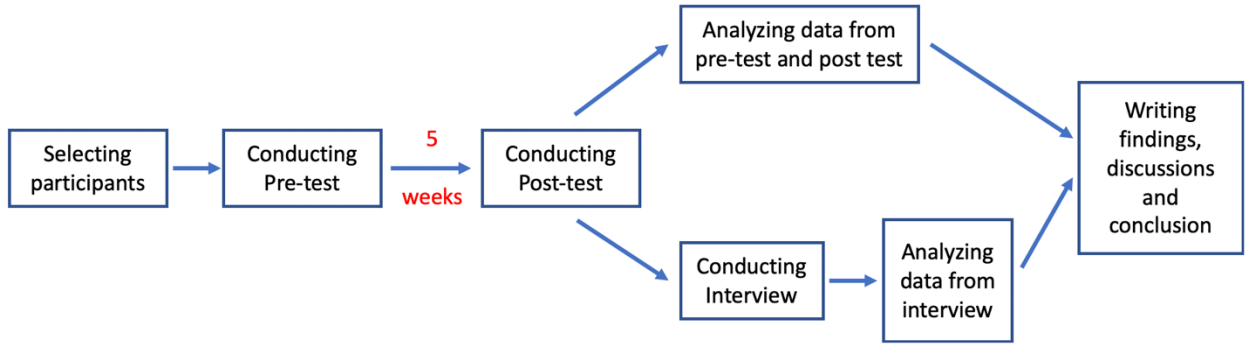 Selecting
participants
Conducting
Pre-test
5
weeks
Conducting
Post-test
Analyzing data from
pre-test and post test
Conducting
Interview
Analyzing
data from
interview
Writing
findings,
discussions
and
conclusion